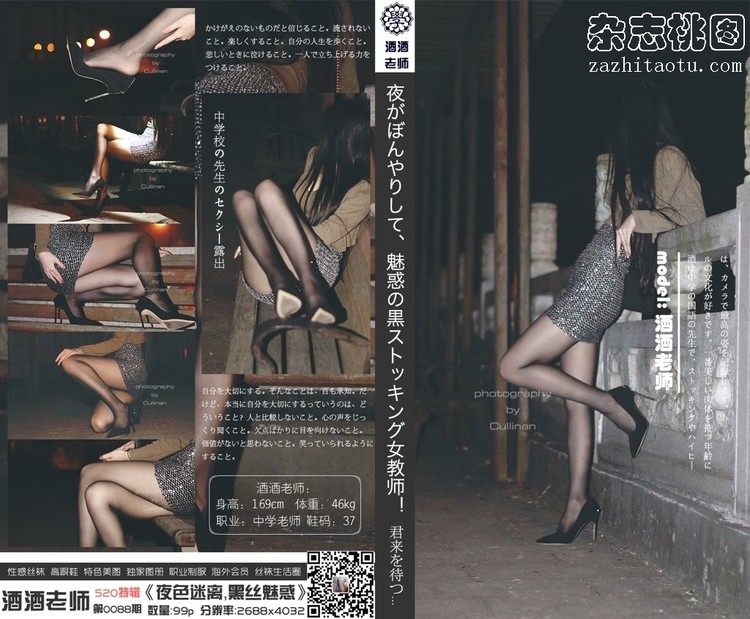 photography
by
Cullinan
photography
by
Cullinan
photography
by
Cullinan
photography
by
Cullinan
かけがえのないものだと信じること。流されない
こと。楽しくすること。自分の人生を歩くこと。
悲しいときに泣けること。一人で立ち上げる力を
つけること。
中学校の先生のセクシー露出
自分を大切にする。そんなことは、百も承知。だ
けど、本当に自分を大切にするっていうのは、ど
ういうこと？人と比較しないこと。心の声をじっ
くり聞くこと。欠点ばかりに目を向けないこと。
価値がないと思わないこと。笑っていられるように
すること。
酒酒老师：
身高：169cm 体重：46kg
职业：中学老师 鞋码：37
性感丝袜 高跟鞋 特色美图 独家图册 职业制服 海外会员 丝袜生活圈
酒酒老师
520特辑
第0088期
《夜色迷离,黑丝魅惑》
数量:99p 分辨率:2688x4032
酒酒
老师
夜がぼんやりして、魅惑の黒ストッキング女教师！
君来を待つ...
杂志桃图
zazhitaotu.com
photography
by
Cullinan
model: 酒酒老师